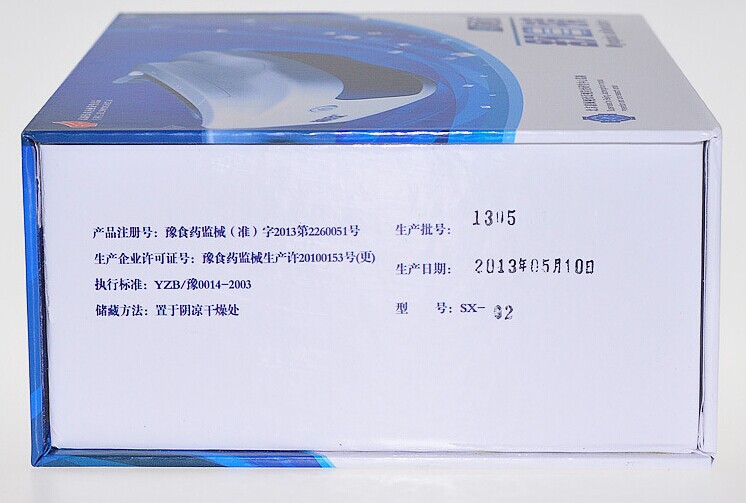 产品注册号：豫食药监械（准）字2013第2260051号
生产企业许可证号：豫食药监械生产许20100153号(更)
执行标准：YZB/豫0014-2003
储藏方法：置于阴凉干燥处
生产批号：1305
生产日期：2013年05月10日
型 号：SX-02